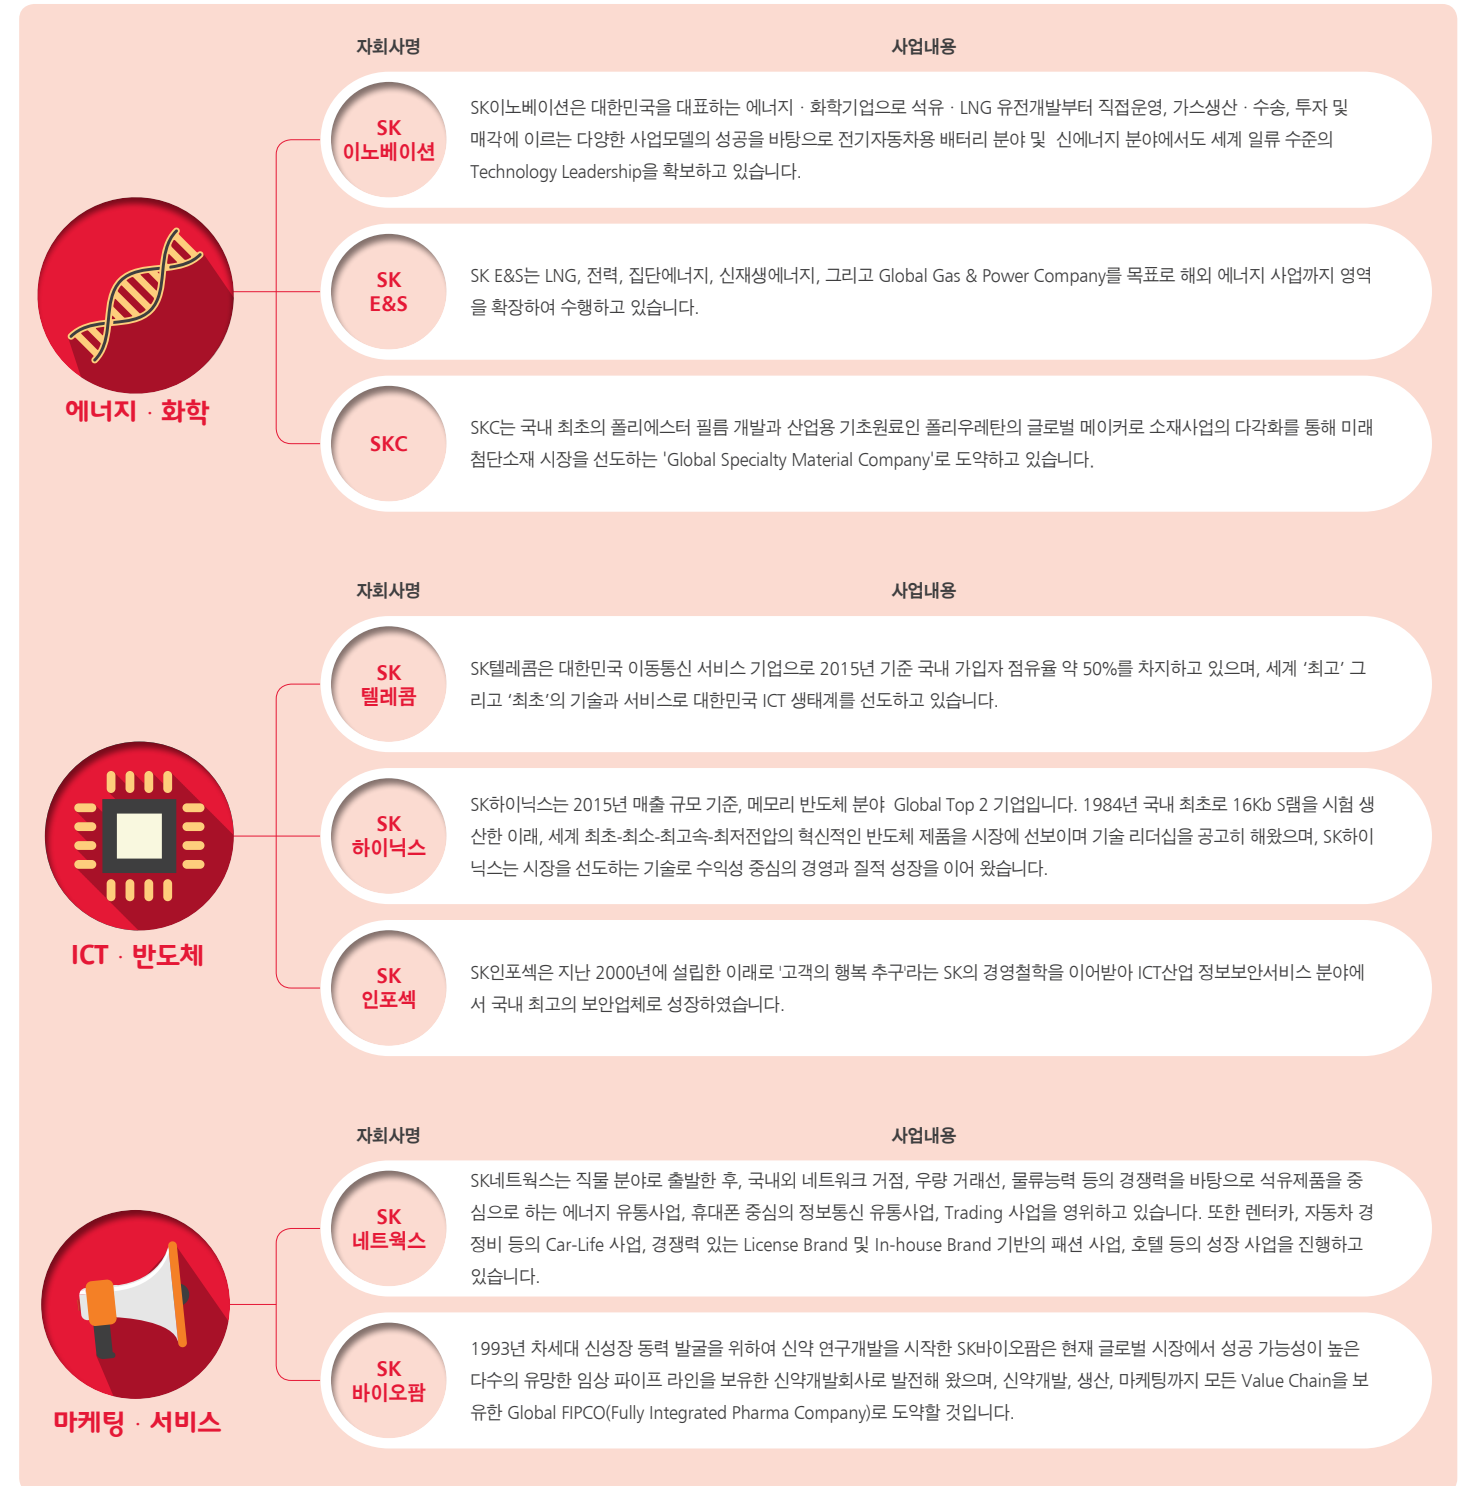 자회사명 사업내용
SK
이노베이션
SK이노베이션은 대한민국을 대표하는 에너지 · 화학기업으로 석유 · LNG 유전개발부터 직접운영, 가스생산 · 수송, 투자 및
매각에 이르는 다양한 사업모델의 성공을 바탕으로 전기자동차용 배터리 분야 및 신에너지 분야에서도 세계 일류 수준의
Technology Leadership을 확보하고 있습니다.
SK
E&S
SK E&S는 LNG, 전력, 집단에너지, 신재생에너지, 그리고 Global Gas & Power Company를 목표로 해외 에너지 사업까지 영역
을 확장하여 수행하고 있습니다.
에너지 · 화학
SKC
SKC는 국내 최초의 폴리에스터 필름 개발과 산업용 기초원료인 폴리우레탄의 글로벌 메이커로 소재사업의 다각화를 통해 미래
첨단소재 시장을 선도하는 'Global Specialty Material Company'로 도약하고 있습니다.
자회사명 사업내용
SK
텔레콤
SK텔레콤은 대한민국 이동통신 서비스 기업으로 2015년 기준 국내 가입자 점유율 약 50%를 차지하고 있으며, 세계 ‘최고’ 그
리고 ‘최초’의 기술과 서비스로 대한민국 ICT 생태계를 선도하고 있습니다.
SK
하이닉스
SK하이닉스는 2015년 매출 규모 기준, 메모리 반도체 분야 Global Top 2 기업입니다. 1984년 국내 최초로 16Kb S램을 시험 생
산한 이래, 세계 최초-최소-최고속-최저전압의 혁신적인 반도체 제품을 시장에 선보이며 기술 리더십을 공고히 해왔으며, SK하이
닉스는 시장을 선도하는 기술로 수익성 중심의 경영과 질적 성장을 이어 왔습니다.
ICT · 반도체
SK
인포섹
SK인포섹은 지난 2000년에 설립한 이래로 '고객의 행복 추구'라는 SK의 경영철학을 이어받아 ICT산업 정보보안서비스 분야에
서 국내 최고의 보안업체로 성장하였습니다.
자회사명 사업내용
SK
네트웍스
SK네트웍스는 직물 분야로 출발한 후, 국내외 네트워크 거점, 우량 거래선, 물류능력 등의 경쟁력을 바탕으로 석유제품을 중
심으로 하는 에너지 유통사업, 휴대폰 중심의 정보통신 유통사업, Trading 사업을 영위하고 있습니다. 또한 렌터카, 자동차 경
정비 등의 Car-Life 사업, 경쟁력 있는 License Brand 및 In-house Brand 기반의 패션 사업, 호텔 등의 성장 사업을 진행하고
있습니다.
SK
바이오팜
1993년 차세대 신성장 동력 발굴을 위하여 신약 연구개발을 시작한 SK바이오팜은 현재 글로벌 시장에서 성공 가능성이 높은
다수의 유망한 임상 파이프 라인을 보유한 신약개발회사로 발전해 왔으며, 신약개발, 생산, 마케팅까지 모든 Value Chain을 보
유한 Global FIPCO(Fully Integrated Pharma Company)로 도약할 것입니다.
마케팅 · 서비스